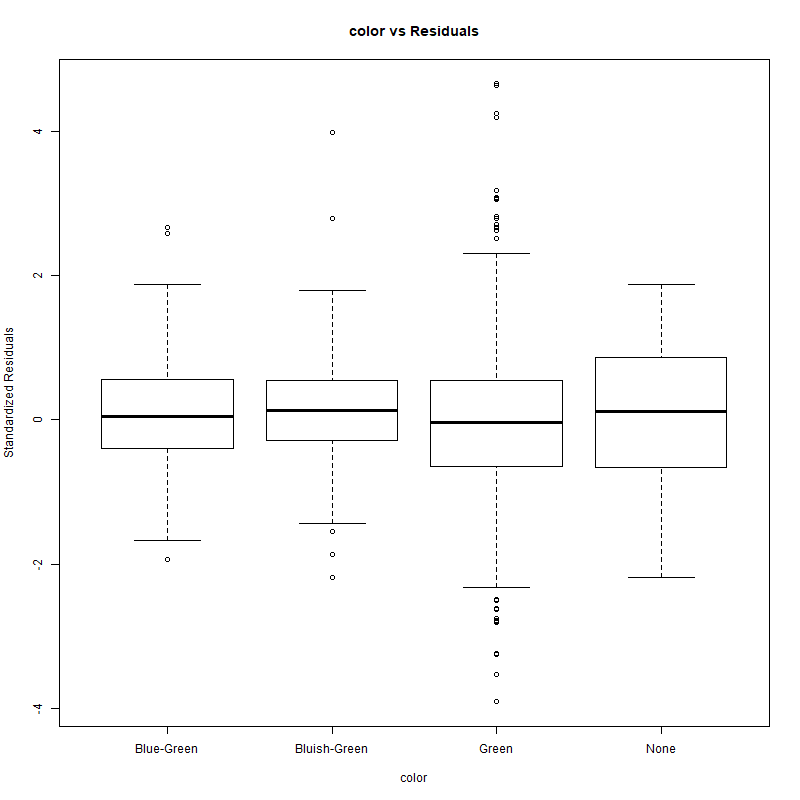 color vs Residuals
Standardized Residuals
4
2
0
-2
-4
Blue-Green Bluish-Green Green None
color